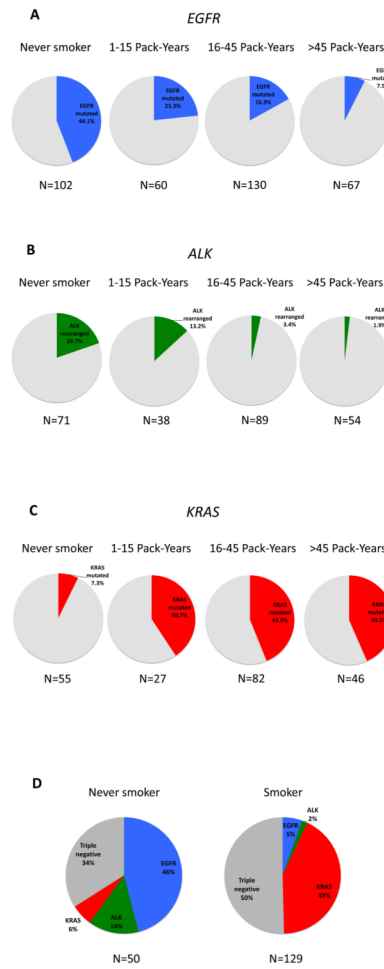 A
EGFR
Never smoker
1-15 Pack-Years
16-45 Pack-Years
>45 Pack-Years
EGFR
mutated
44.1%
EGFR
mutated
23.3%
EGFR
mutated
16.9%
N=102
N=60
N=130
N=67
B
ALK
Never smoker
1-15 Pack-Years
16-45 Pack-Years
>45 Pack-Years
ALK
rearranged
19.7%
ALK
rearranged
13.2%
ALK
rearranged
3.4%
ALK
1.9%
N=71
N=38
N=89
N=54
C
KRAS
Never smoker
1-15 Pack-Years
16-45 Pack-Years
>45 Pack-Years
KRAS
mutated
7.3%
KRAS
mutated
40.7%
KRAS
mutated
KRAS
N=55
N=27
N=82
N=46
D
Never smoker
Smoker
Triple
negative
34%
EGFR
46%
KRAS
6%
ALK
14%
EGFR
5%
ALK
2%
Triple
negative
50%
KRAS
43%
N=50
N=129